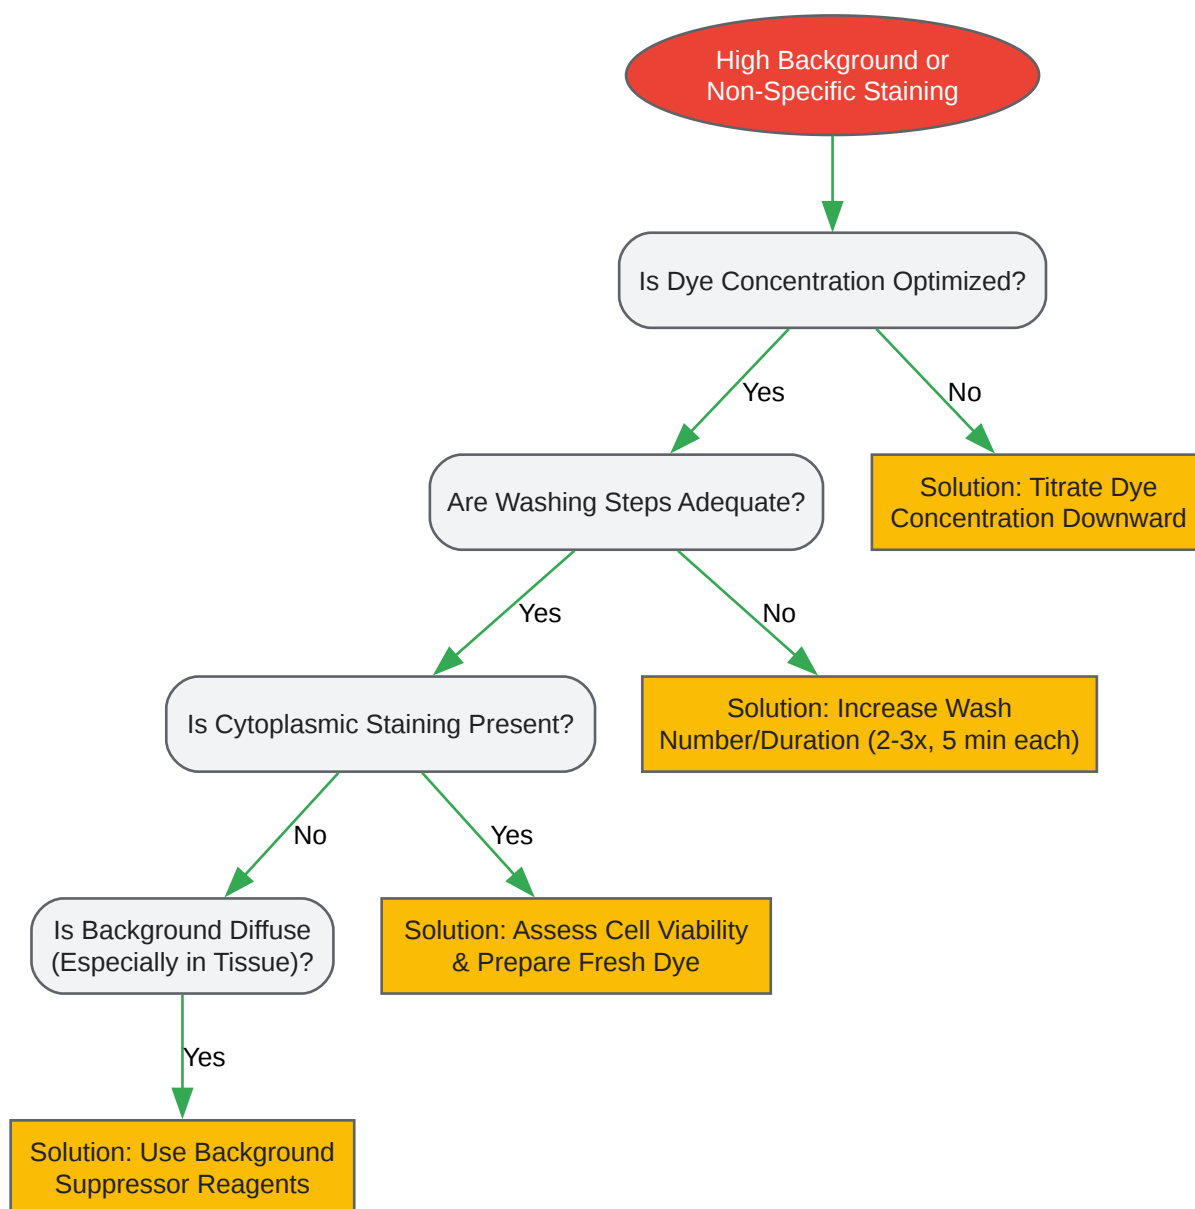 High Background or
Non-Specific Staining
Is Dye Concentration Optimized?
Yes
No
Are Washing Steps Adequate?
Solution: Titrate Dye
Concentration Downward
Yes
No
Is Cytoplasmic Staining Present?
Solution: Increase Wash
Number/Duration (2-3x, 5 min each)
No
Yes
Is Background Diffuse
(Especially in Tissue)?
Solution: Assess Cell Viability
& Prepare Fresh Dye
Yes
Solution: Use Background
Suppressor Reagents